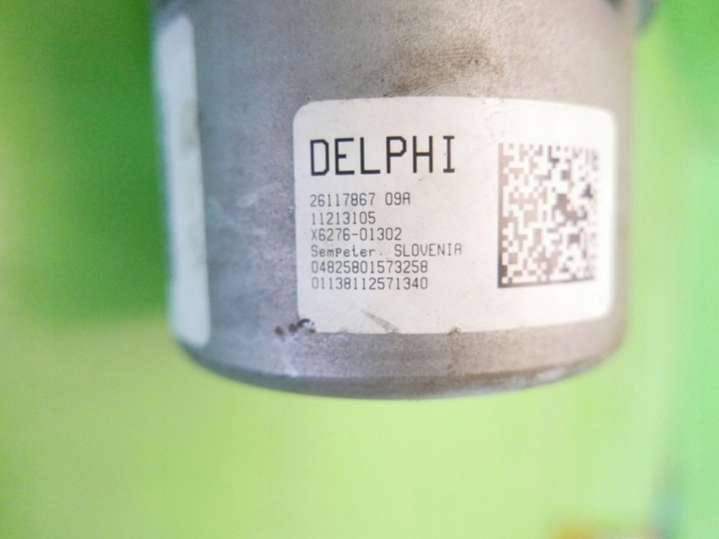 DELPHI
26117867 09A
11213105
X6276-01302
Sempeter. SLOVENIA
04825801573258
01138112571340